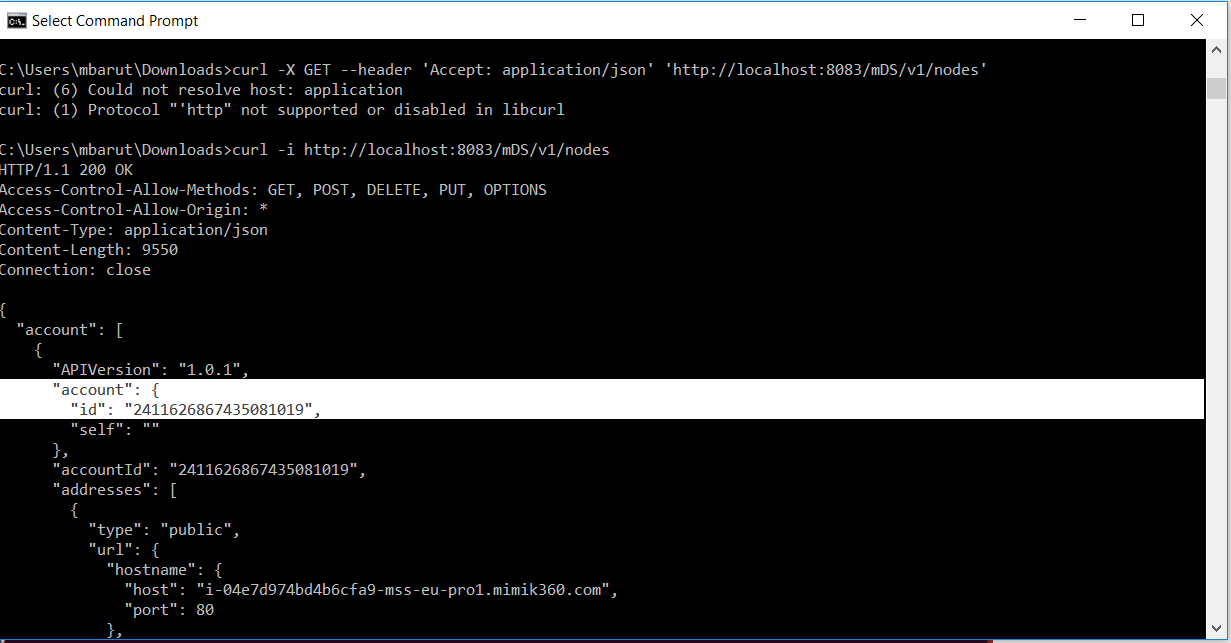 Select Command Prompt
C:\Users\mbarut\Downloads>curl -X GET --header 'Accept: application/json' 'http://localhost:8083/mDS/v1/nodes'
curl: (6) Could not resolve host: application
curl: (1) Protocol "'http" not supported or disabled in libcurl
C:\Users\mbarut\Downloads>curl -i http://localhost:8083/mDS/v1/nodes
HTTP/1.1 200 OK
Access-Control-Allow-Methods: GET, POST, DELETE, PUT, OPTIONS
Access-Control-Allow-Origin: *
Content-Type: application/json
Content-Length: 9550
Connection: close
{
"account": [
{
"APIVersion": "1.0.1",
"account": {
"id": "2411626867435081019",
"self": ""
},
"accountId": "2411626867435081019",
"addresses": [
{
"type": "public",
"url": {
"hostname": {
"host": "i-04e7d974bd4b6cfa9-mss-eu-pro1.mimik360.com",
"port": 80
},